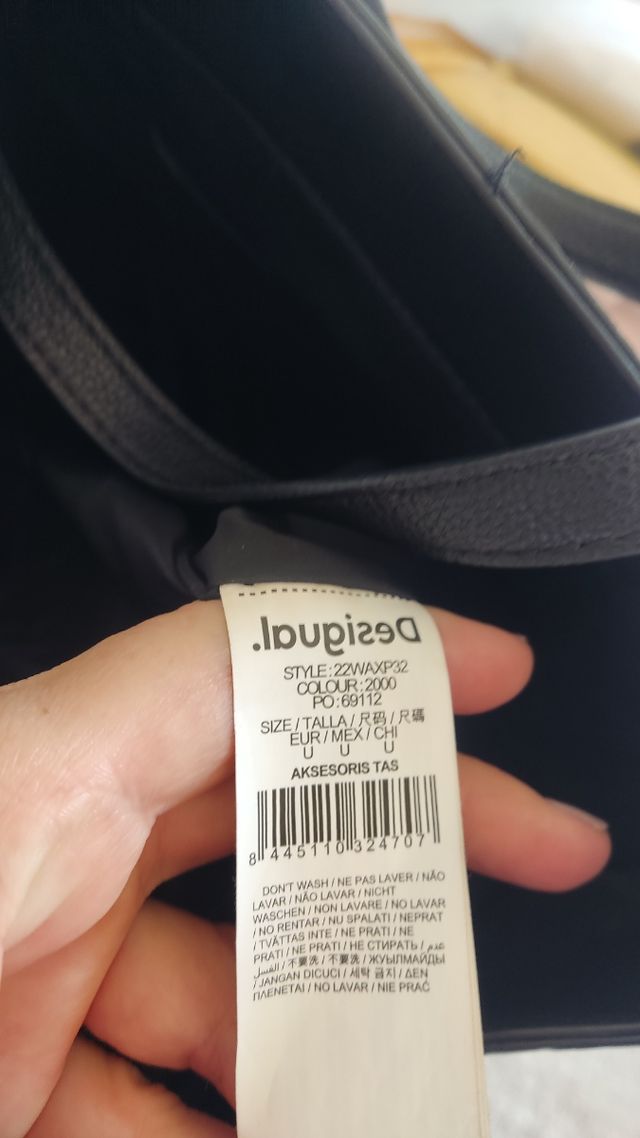 Desigual.
STYLE:22WAXP32
COLOUR:2000
PO:69112
SIZE / TALLA / 尺码 / 尺碼
EUR / MEX / CHI
U U U
AKSESORIS TAS
8 445110 324707
DON'T WASH / NE PAS LAVER / NÃO
LAVAR / NÃO LAVAR / NICHT
WASCHEN / NON LAVARE / NO LAVAR
/ NO RENTAR / NU SPALATI / NEPRAT
/ TVÄTTAS INTE / NE PRATI / NE
PRATI / NE PRATI / НЕ СТИРАТЬ / عدم
الغسل / 不要洗 / 不要洗 / ЖУЫЛМАЙДЫ
/ JANGAN DICUCI / 세탁 금지 / ΔΕΝ
ΠΛΕΝΕΤΑΙ / NO LAVAR / NIE PRAĆ